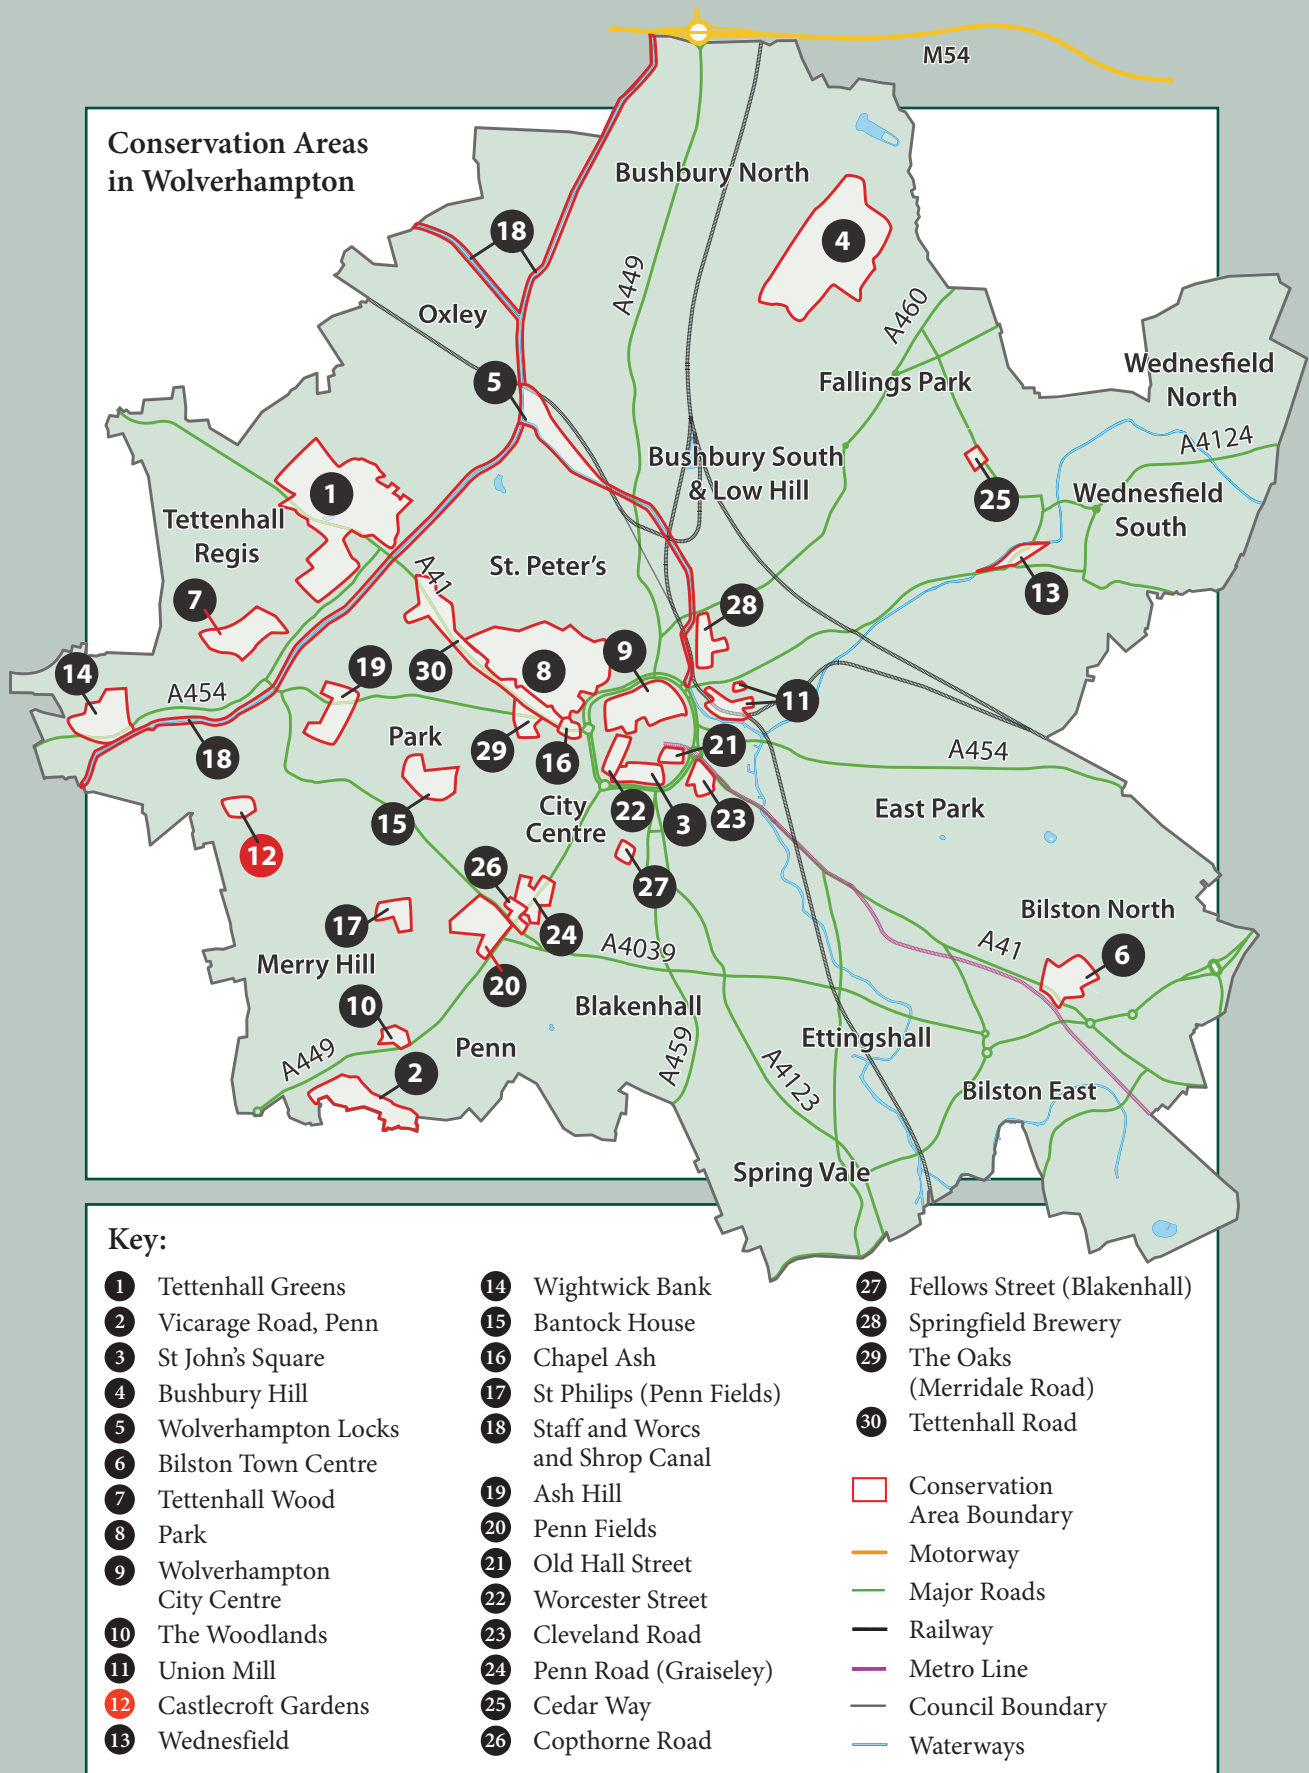 M54
Conservation Areas
in Wolverhampton
Bushbury North
4
18
A449
Oxley
A460
Wednesfield
North
5
Fallings Park
A4124
Bushbury South
& Low Hill
1
25
Wednesfield
South
Tettenhall
Regis
St. Peter's
A41
7
28
13
14
19
30
8
9
A454
11
Park
29
16
21
18
A454
City
Centre
22
3
23
East Park
15
12
26
27
Bilston North
17
24
A4039
A41
6
Merry Hill
20
10
Blakenhall
Ettingshall
A449
Penn
2
A459
A4123
Bilston East
Spring Vale
Key:
1 Tettenhall Greens
2 Vicarage Road, Penn
3 St John's Square
4 Bushbury Hill
5 Wolverhampton Locks
6 Bilston Town Centre
7 Tettenhall Wood
8 Park
9 Wolverhampton
City Centre
10 The Woodlands
11 Union Mill
12 Castlecroft Gardens
13 Wednesfield
14 Wightwick Bank
15 Bantock House
16 Chapel Ash
17 St Philips (Penn Fields)
18 Staff and Worcs
and Shrop Canal
19 Ash Hill
20 Penn Fields
21 Old Hall Street
22 Worcester Street
23 Cleveland Road
24 Penn Road (Graiseley)
25 Cedar Way
26 Copthorne Road
27 Fellows Street (Blakenhall)
28 Springfield Brewery
29 The Oaks
(Merridale Road)
30 Tettenhall Road
Conservation
Area Boundary
Motorway
Major Roads
Railway
Metro Line
Council Boundary
Waterways